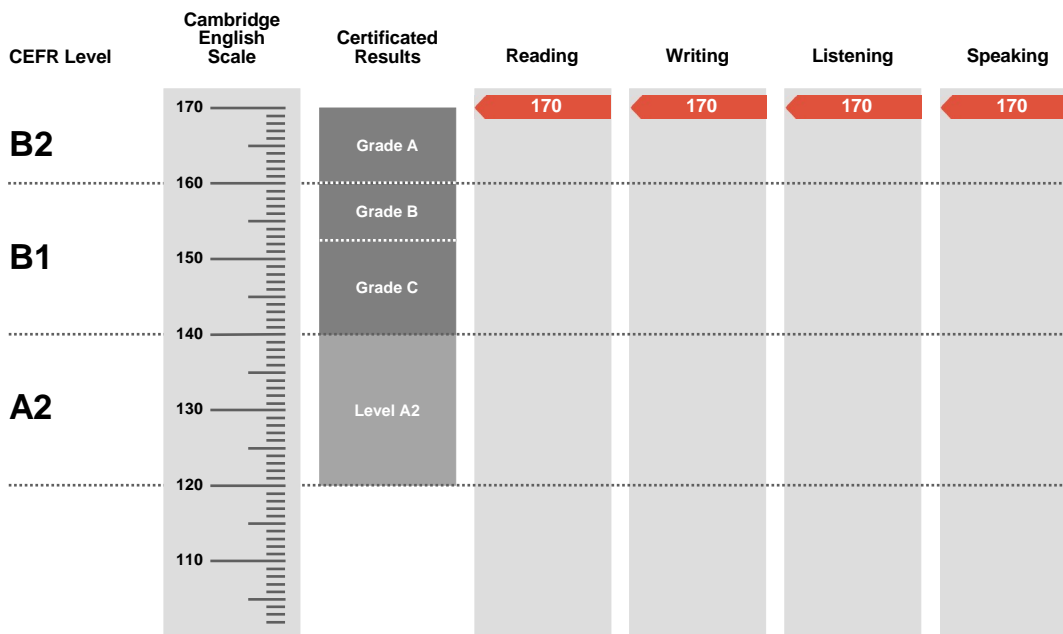 CEFR Level
Cambridge
English
Scale
Certificated
Results
Reading
Writing
Listening
Speaking
170
170
170
170
170
B2
Grade A
160
Grade B
B1
150
Grade C
140
A2
130
Level A2
120
110